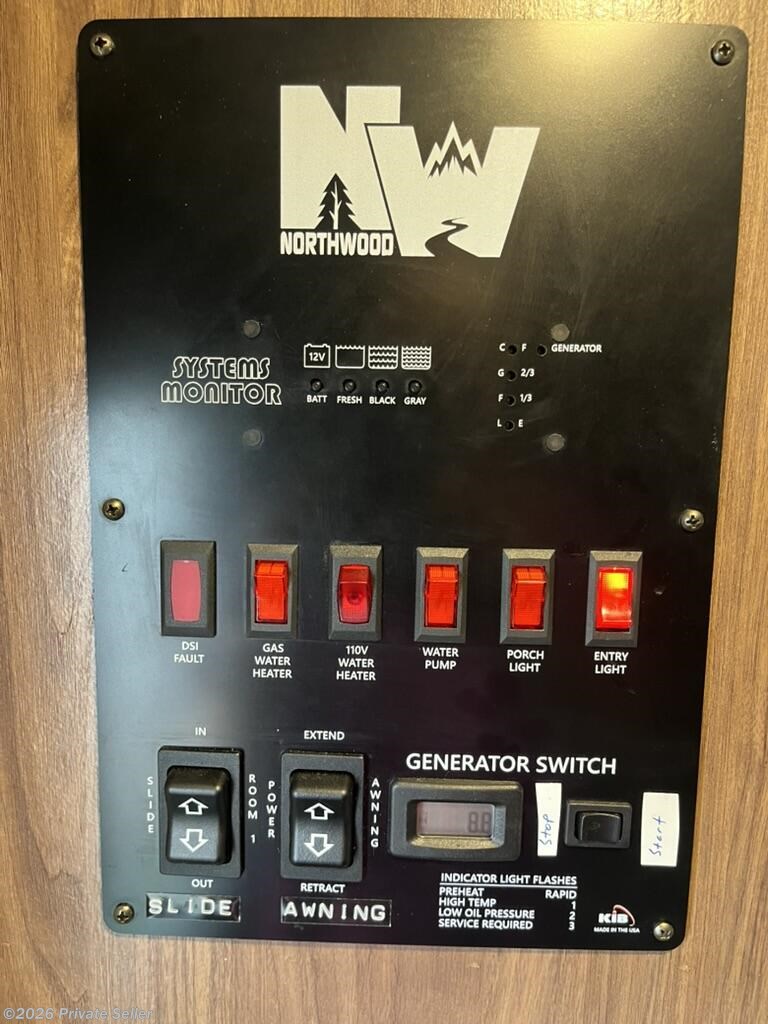 NW
NORTHWOOD
SYSTEMS
MONITOR
12V
BATT FRESH BLACK GRAY
C F GENERATOR
G 2/3
F 1/3
L E
DSI
FAULT
GAS
WATER
HEATER
110V
WATER
HEATER
WATER
PUMP
PORCH
LIGHT
ENTRY
LIGHT
IN
SLIDE
ROOM 1
OUT
SLIDE
EXTEND
POWER
AWNING
RETRACT
AWNING
GENERATOR SWITCH
8.8
Stop
Start
INDICATOR LIGHT FLASHES
PREHEAT RAPID
HIGH TEMP 1
LOW OIL PRESSURE 2
SERVICE REQUIRED 3
KIB
MADE IN THE USA
©2026 Private Seller